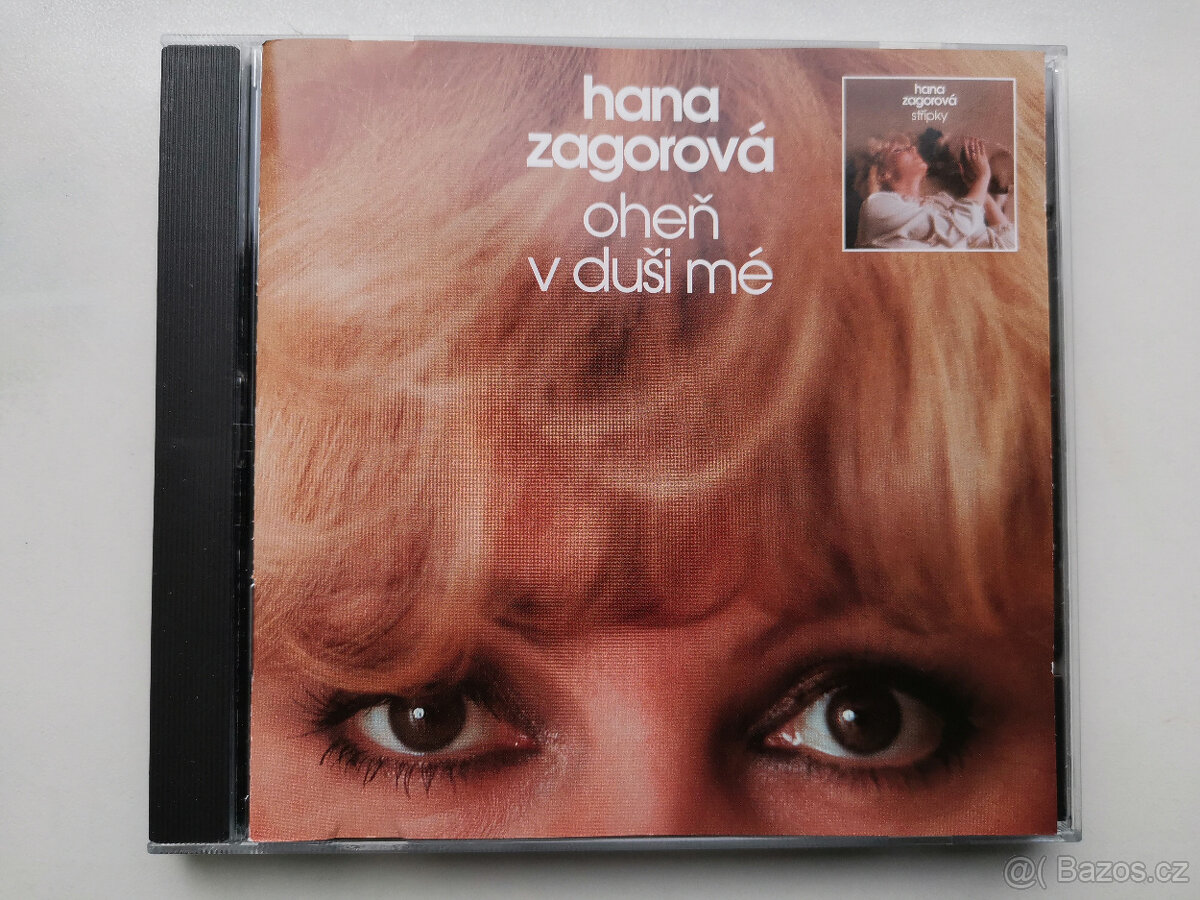 hana
zagorová
oheň
v duši mé
hana
zagorová
střípky
@( Bazos.cz